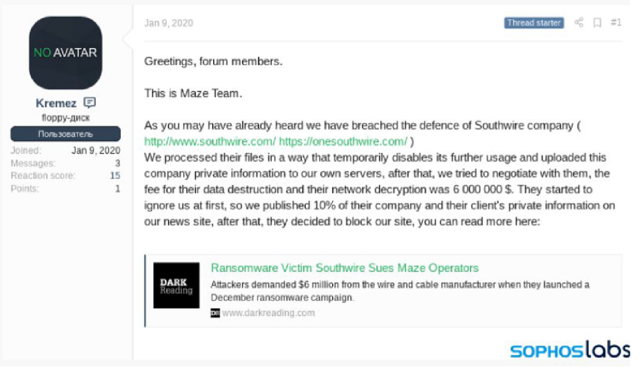 Jan 9, 2020
Thread starter
#1
NO AVATAR
Kremez
floppy-диск
Пользователь
Joined: Jan 9, 2020
Messages: 3
Reaction score: 15
Points: 1
Greetings, forum members.
This is Maze Team.
As you may have already heard we have breached the defence of Southwire company (
http://www.southwire.com/ https://onesouthwire.com/ )
We processed their files in a way that temporarily disables its further usage and uploaded this
company private information to our own servers, after that, we tried to negotiate with them, the
fee for their data destruction and their network decryption was 6 000 000 $. They started to
ignore us at first, so we published 10% of their company and their client's private information on
our news site, after that, they decided to block our site, you can read more here:
DARK
Reading
Ransomware Victim Southwire Sues Maze Operators
Attackers demanded $6 million from the wire and cable manufacturer when they launched a
December ransomware campaign.
www.darkreading.com
SOPHOSlabs